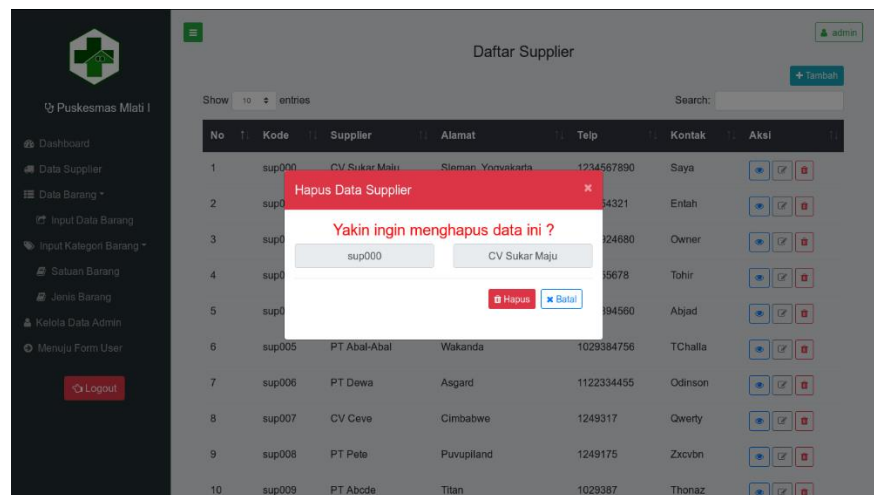 admin
Daftar Supplier
+ Tambah
Puskesmas Mlati I
Show 10 entries Search:
No Kode Supplier Alamat Telp Kontak Aksi
Dashboard
Data Supplier
Data Barang
Input Data Barang
Input Kategori Barang
Satuan Barang
Jenis Barang
Kelola Data Admin
Menuju Form User
Logout
1 sup000 CV Sukar Maju Sleman, Yogyakarta 1234567890 Saya
2 Entah
3 Owner
4 Tohir
5 Abjad
6 sup005 PT Abal-Abal Wakanda 1029384756 TChalla
7 sup006 PT Dewa Asgard 1122334455 Odinson
8 sup007 CV Ceve Cimbabwe 1249317 Qwerty
9 sup008 PT Pete Puvupiland 1249175 Zxcvbn
10 sup009 PT Abcde Titan 1029387 Thonaz
Hapus Data Supplier ×
Yakin ingin menghapus data ini ?
sup000 CV Sukar Maju
Hapus × Batal